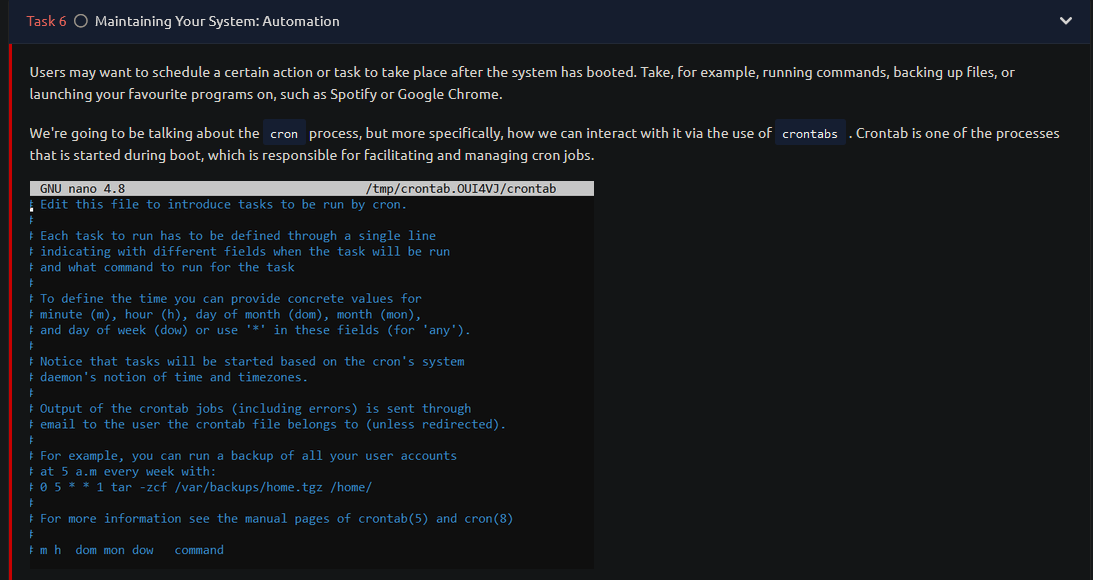 Task 6 Maintaining Your System: Automation
Users may want to schedule a certain action or task to take place after the system has booted. Take, for example, running commands, backing up files, or
launching your favourite programs on, such as Spotify or Google Chrome.
We're going to be talking about the cron process, but more specifically, how we can interact with it via the use of crontabs . Crontab is one of the processes
that is started during boot, which is responsible for facilitating and managing cron jobs.
GNU nano 4.8 /tmp/crontab.OUI4VJ/crontab
# Edit this file to introduce tasks to be run by cron.
#
# Each task to run has to be defined through a single line
# indicating with different fields when the task will be run
# and what command to run for the task
#
# To define the time you can provide concrete values for
# minute (m), hour (h), day of month (dom), month (mon),
# and day of week (dow) or use '*' in these fields (for 'any').
#
# Notice that tasks will be started based on the cron's system
# daemon's notion of time and timezones.
#
# Output of the crontab jobs (including errors) is sent through
# email to the user the crontab file belongs to (unless redirected).
#
# For example, you can run a backup of all your user accounts
# at 5 a.m every week with:
# 0 5 * * 1 tar -zcf /var/backups/home.tgz /home/
#
# For more information see the manual pages of crontab(5) and cron(8)
#
# m h  dom mon dow   command